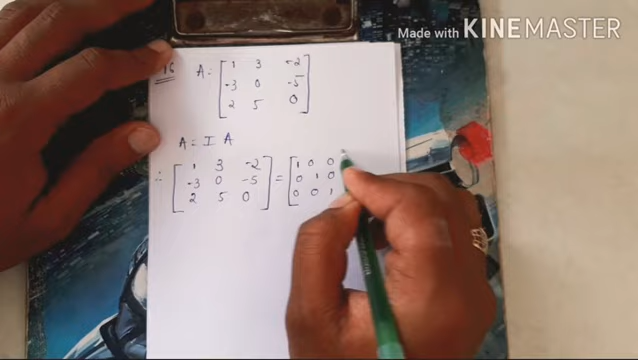 Made with KINEMASTER
16 A = [ 1 3 -2
-3 0 -5
2 5 0 ]
A = I A
∴ [ 1 3 -2
-3 0 -5
2 5 0 ] = [ 1 0 0
0 1 0
0 0 1